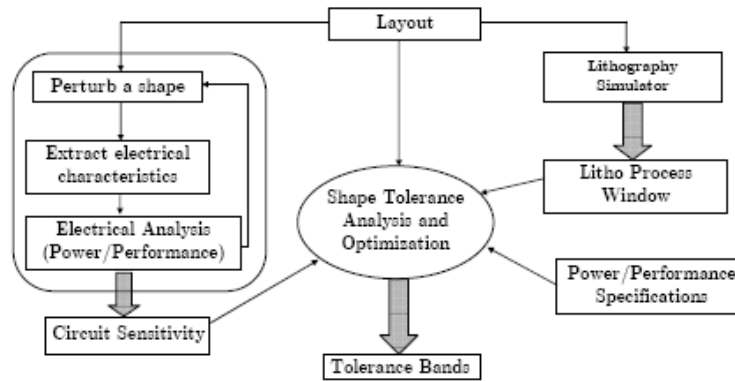 Layout
Perturb a shape
Lithography
Simulator
Extract electrical
characteristics
Litho Process
Window
Shape Tolerance
Analysis and
Optimization
Electrical Analysis
(Power/Performance)
Power/Performance
Specifications
Circuit Sensitivity
Tolerance Bands